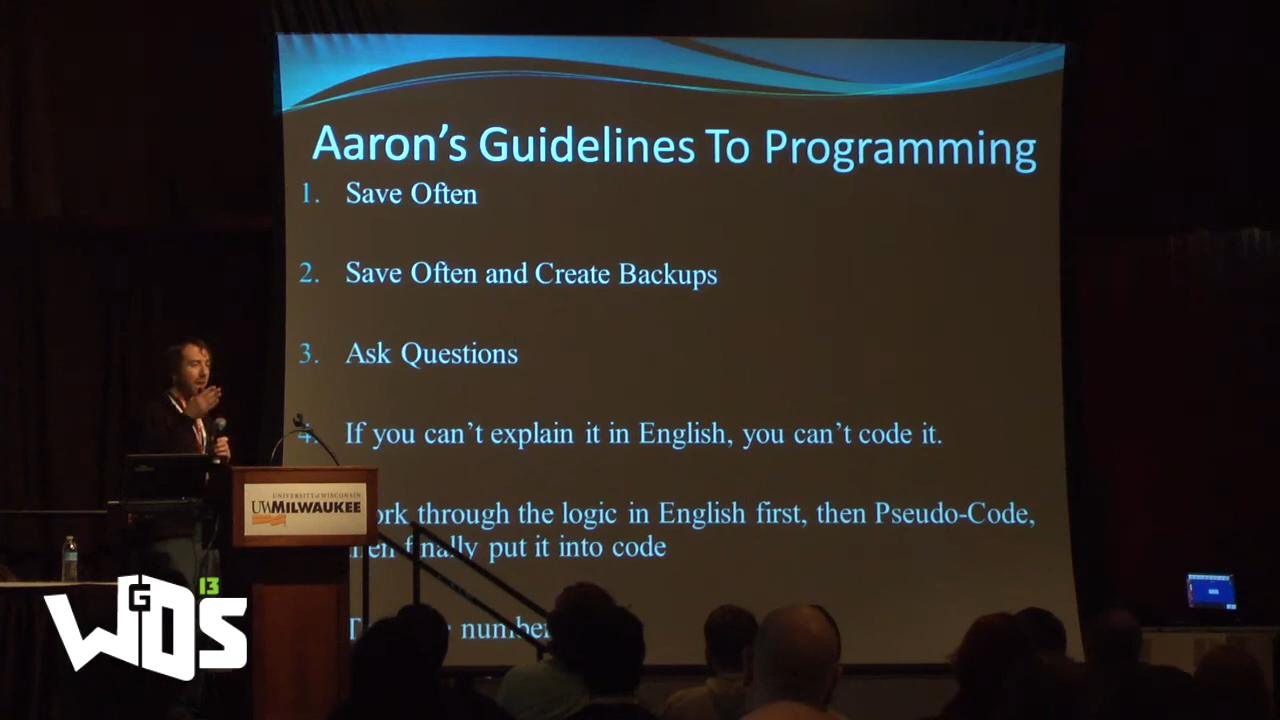 Aaron's Guidelines To Programming
1. Save Often
2. Save Often and Create Backups
3. Ask Questions
4. If you can't explain it in English, you can't code it.
through the logic in English first, then Pseudo-Code,
finally put it into code
UNIVERSITY of WISCONSIN
UWMILWAUKEE
WGDS
13